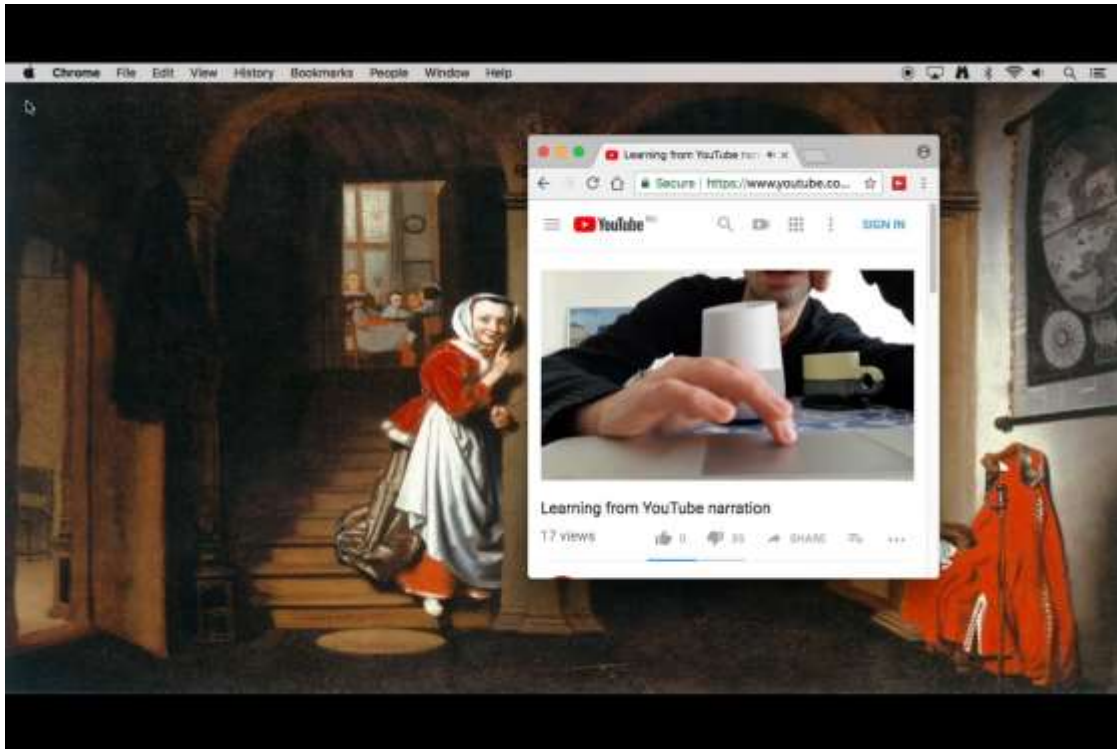 Chrome File Edit View History Bookmarks People Window Help
Learning from YouTube
Secure https://www.youtube.co...
YouTube
SIGN IN
Learning from YouTube narration
17 views
0
SHARE